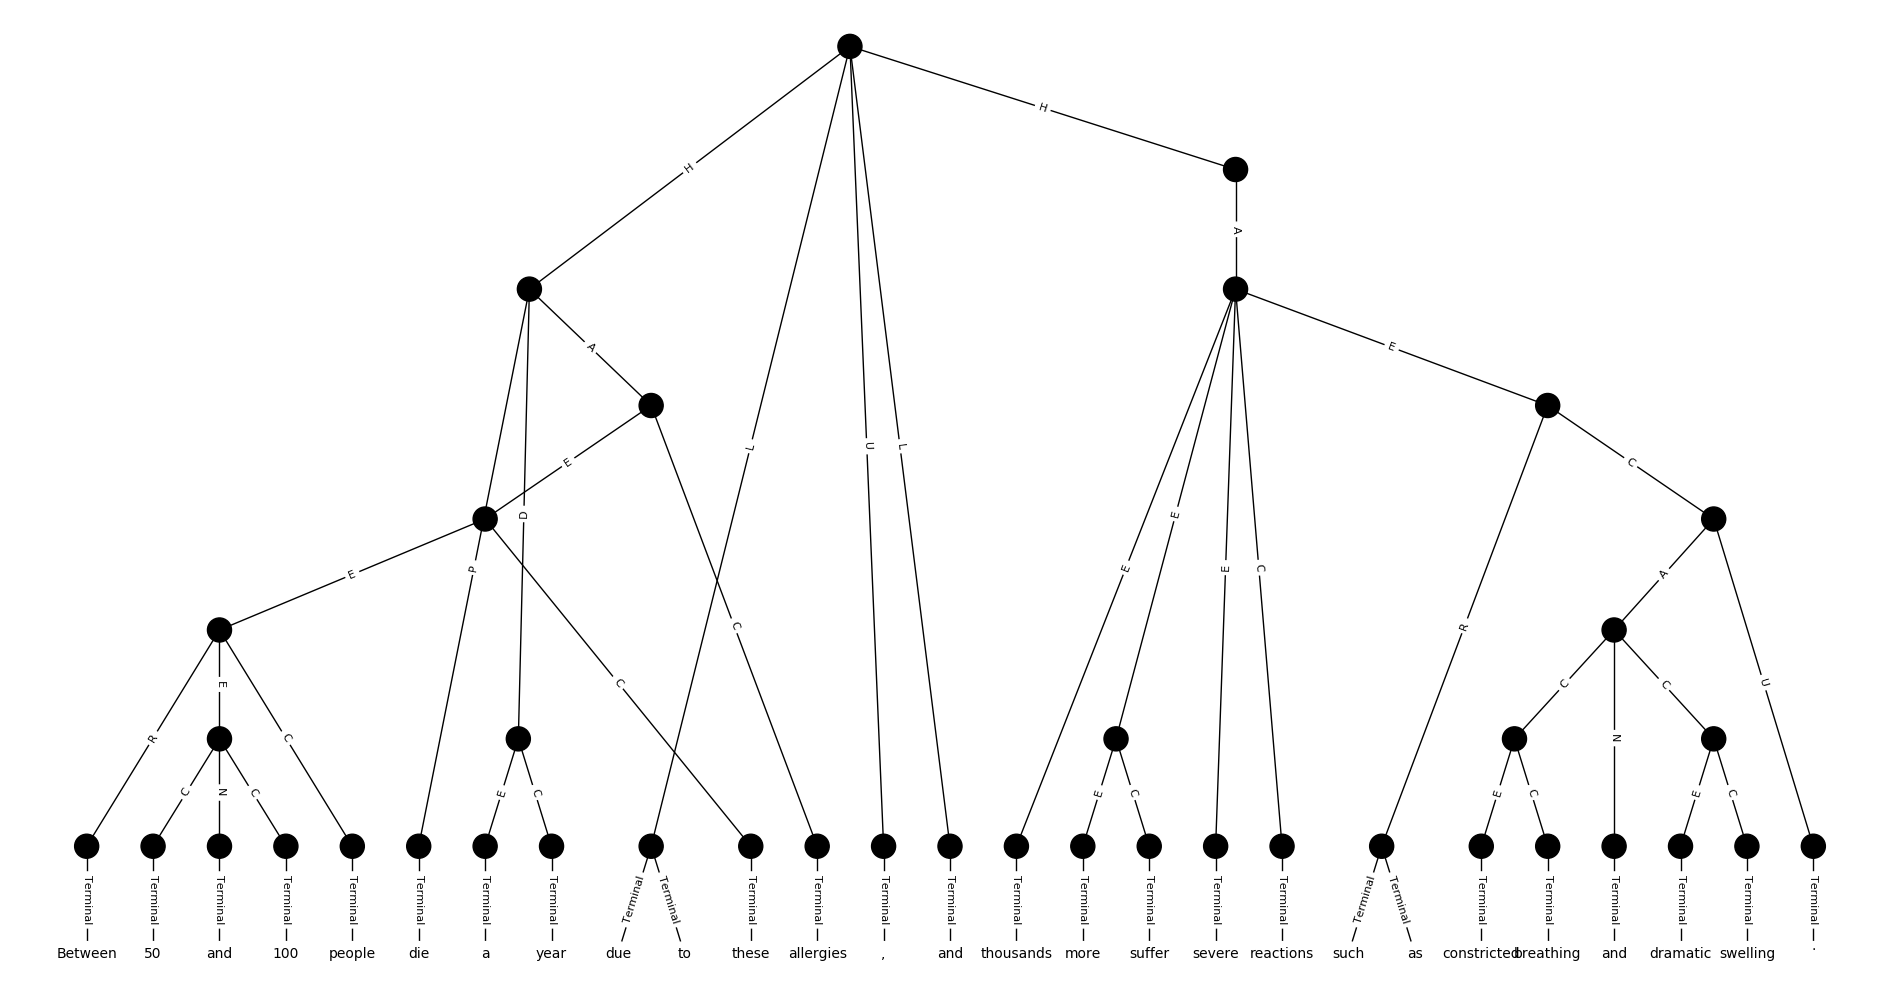 H
H
A
A
E
E
C
L
U
L
D
P
E
E
E
E
C
A
E
C
C
R
U
R
E
C
C
C
N
C
N
C
E
C
E
C
E
C
E
C
Terminal Terminal Terminal Terminal Terminal Terminal Terminal Terminal Terminal Terminal Terminal Terminal Terminal Terminal Terminal Terminal Terminal Terminal Terminal Terminal Terminal Terminal Terminal Terminal Terminal Terminal Terminal
Between 50 and 100 people die a year due to these allergies , and thousands more suffer severe reactions such as constricted breathing and dramatic swelling .